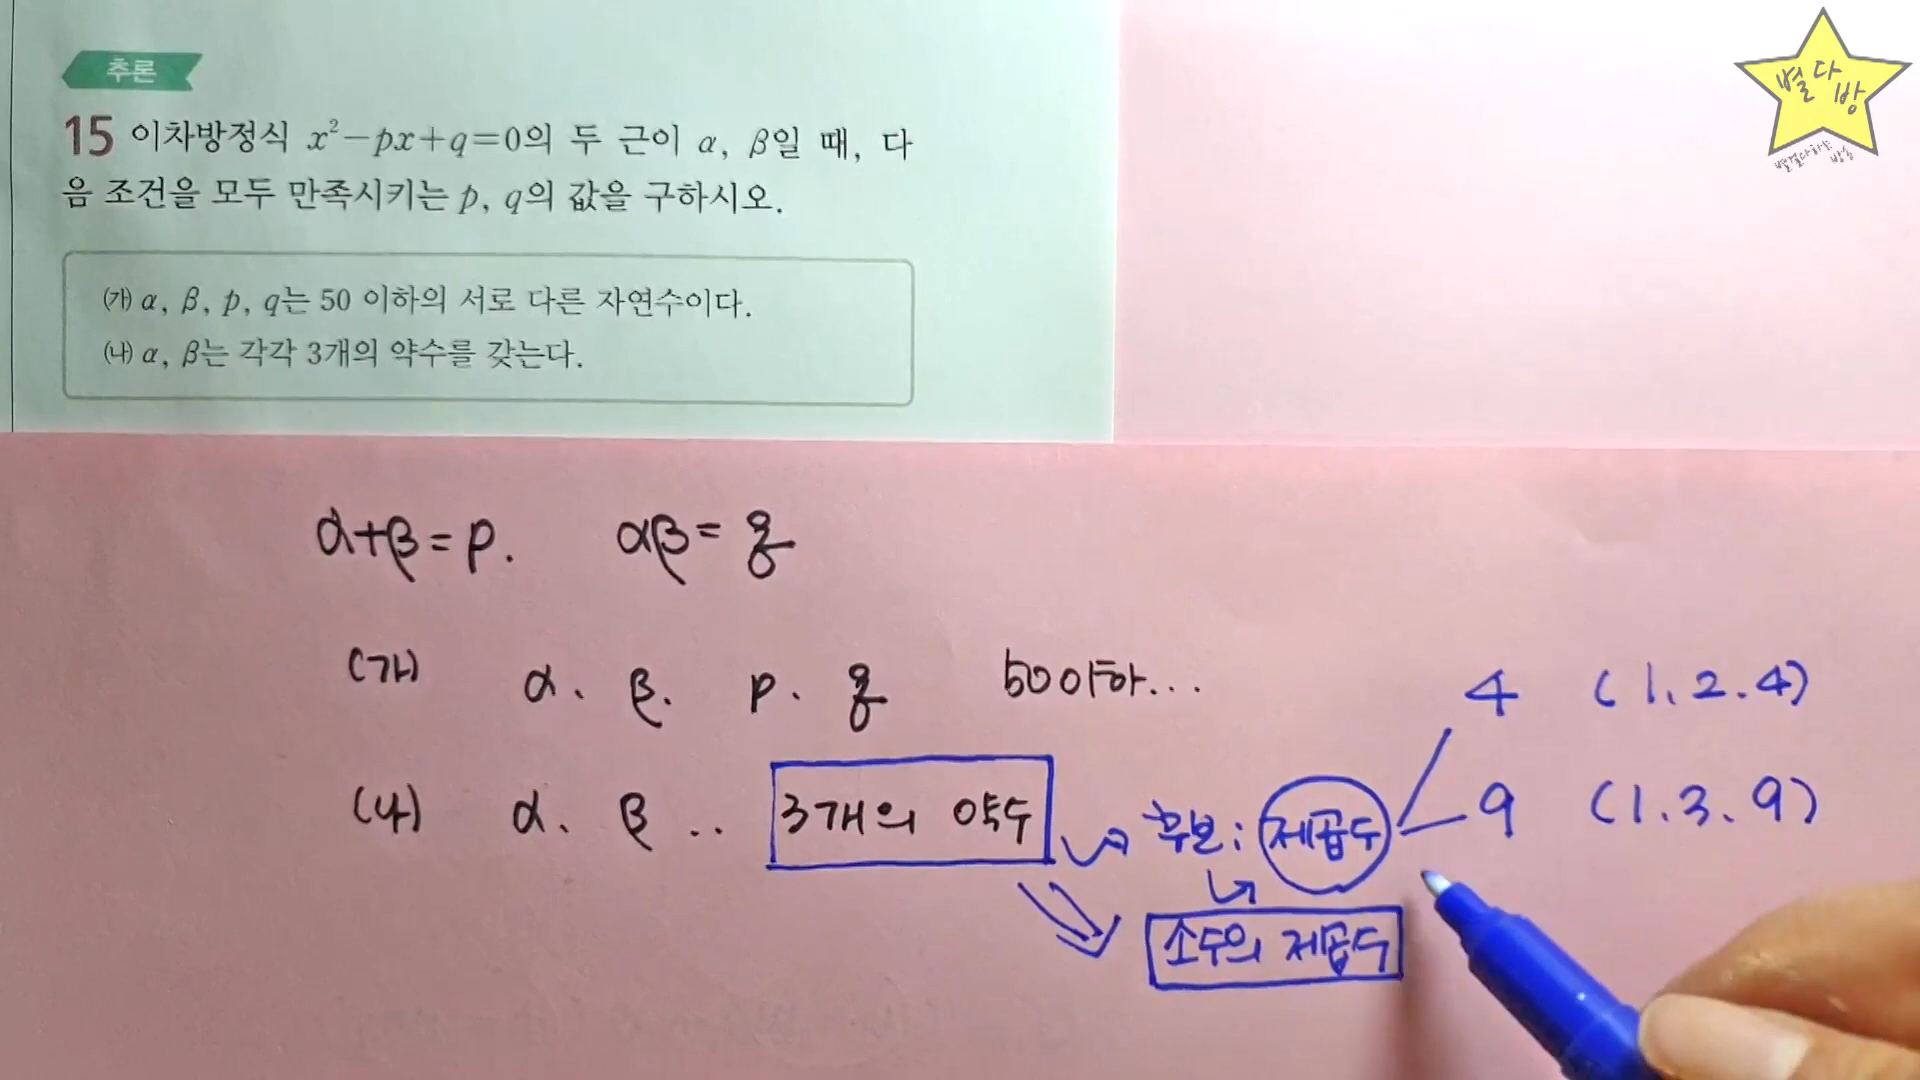 추론
15 이차방정식 x²-px+q=0의 두 근이 α, β일 때, 다
음 조건을 모두 만족시키는 p, q의 값을 구하시오.
㈎ α, β, p, q는 50 이하의 서로 다른 자연수이다.
㈏ α, β는 각각 3개의 약수를 갖는다.
별다방
α+β=p. αβ=q
(가) α. β. p. q 50이하...
4 (1.2.4)
(나) α. β .. 3개의 약수 후보: 제곱수
9 (1.3.9)
소수의 제곱수